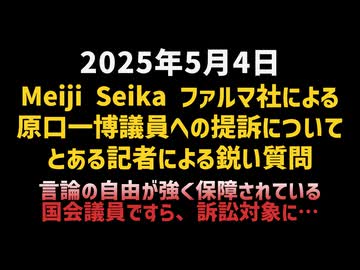 2025年5月4日
Meiji Seika ファルマ社による
原口一博議員への提訴について
とある記者による鋭い質問
言論の自由が強く保障されている
国会議員ですら、訴訟対象に…